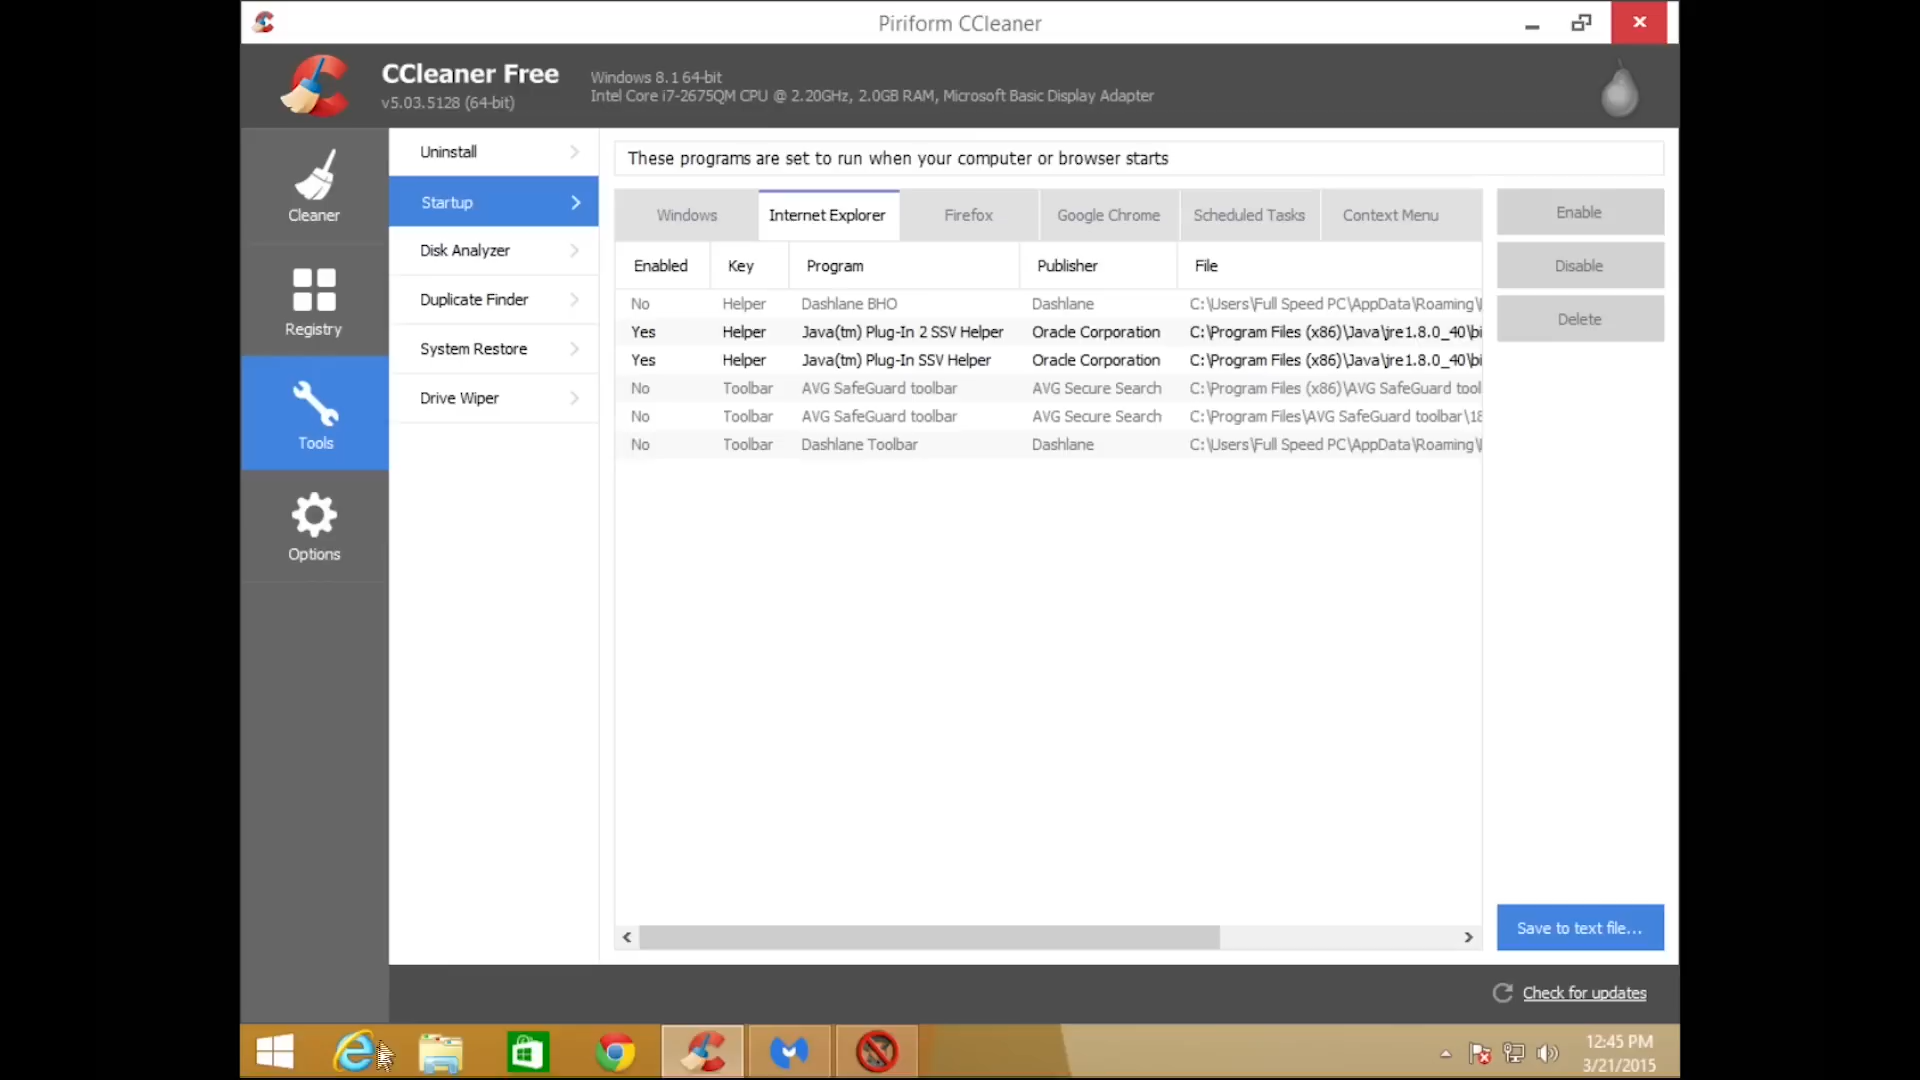 Piriform CCleaner
CCleaner Free
v5.03.5128 (64-bit)
Windows 8.1 64-bit
Intel Core i7-2675QM CPU @ 2.20GHz, 2.0GB RAM, Microsoft Basic Display Adapter
Cleaner
Registry
Tools
Options
Uninstall
Startup
Disk Analyzer
Duplicate Finder
System Restore
Drive Wiper
These programs are set to run when your computer or browser starts
Windows Internet Explorer Firefox Google Chrome Scheduled Tasks Context Menu
Enabled Key Program Publisher File
No Helper Dashlane BHO Dashlane C:\Users\Full Speed PC\AppData\Roaming\
Yes Helper Java(tm) Plug-In 2 SSV Helper Oracle Corporation C:\Program Files (x86)\Java\jre1.8.0_40\bi
Yes Helper Java(tm) Plug-In SSV Helper Oracle Corporation C:\Program Files (x86)\Java\jre1.8.0_40\bi
No Toolbar AVG SafeGuard toolbar AVG Secure Search C:\Program Files (x86)\AVG SafeGuard tool
No Toolbar AVG SafeGuard toolbar AVG Secure Search C:\Program Files\AVG SafeGuard toolbar\18
No Toolbar Dashlane Toolbar Dashlane C:\Users\Full Speed PC\AppData\Roaming\
Enable
Disable
Delete
Save to text file...
Check for updates
12:45 PM
3/21/2015